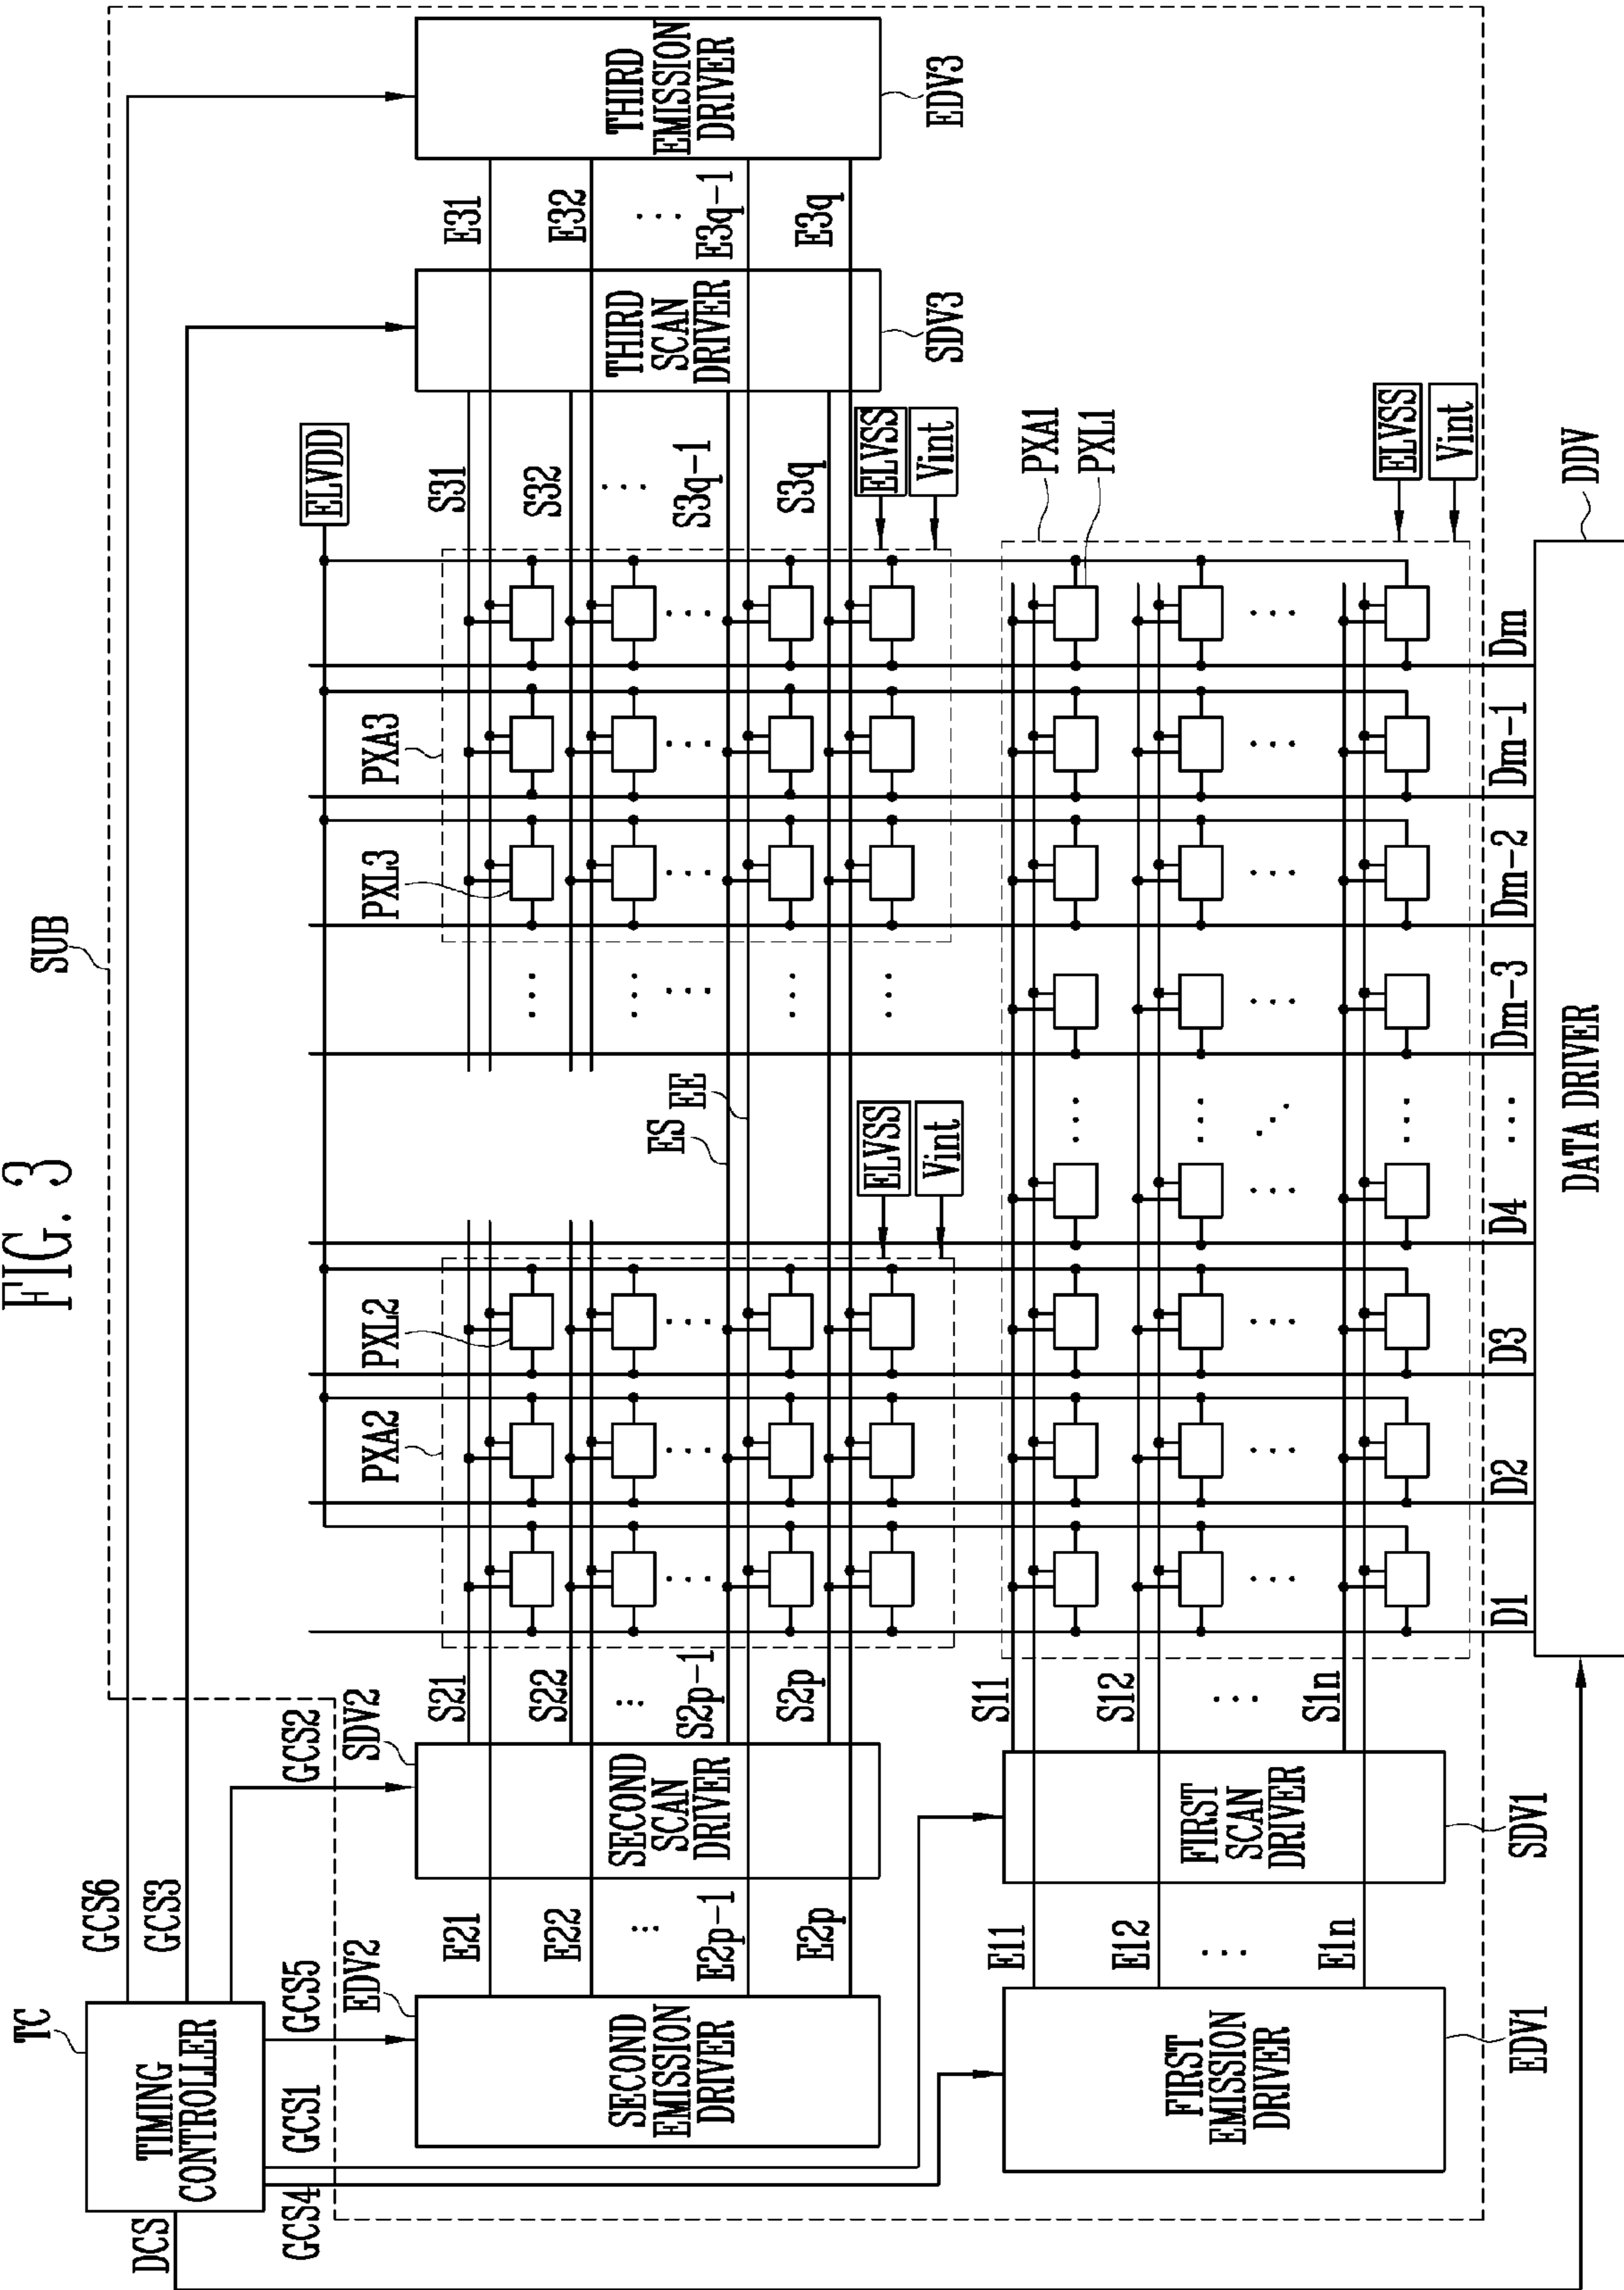 FIG. 3
SUB
TC
TIMING
CONTROLLER
DCS
GCS6
GCS3
GCS2
GCS5
GCS1
GCS4
ELVDD
EDV2
SDV2
PXA2
PXL2
PXL3
PXA3
SECOND
EMISSION
DRIVER
E21
E22
...
E2p-1
E2p
SECOND
SCAN
DRIVER
S21
S22
...
S2p-1
S2p
ES
EE
ELVSS
Vint
S31
S32
...
S3q-1
S3q
ELVSS
Vint
THIRD
SCAN
DRIVER
SDV3
E31
E32
...
E3q-1
E3q
THIRD
EMISSION
DRIVER
EDV3
FIRST
EMISSION
DRIVER
EDV1
E11
E12
...
E1n
FIRST
SCAN
DRIVER
SDV1
S11
S12
...
S1n
PXA1
PXL1
ELVSS
Vint
D1
D2
D3
D4
...
Dm-3
Dm-2
Dm-1
Dm
DATA DRIVER
DDV